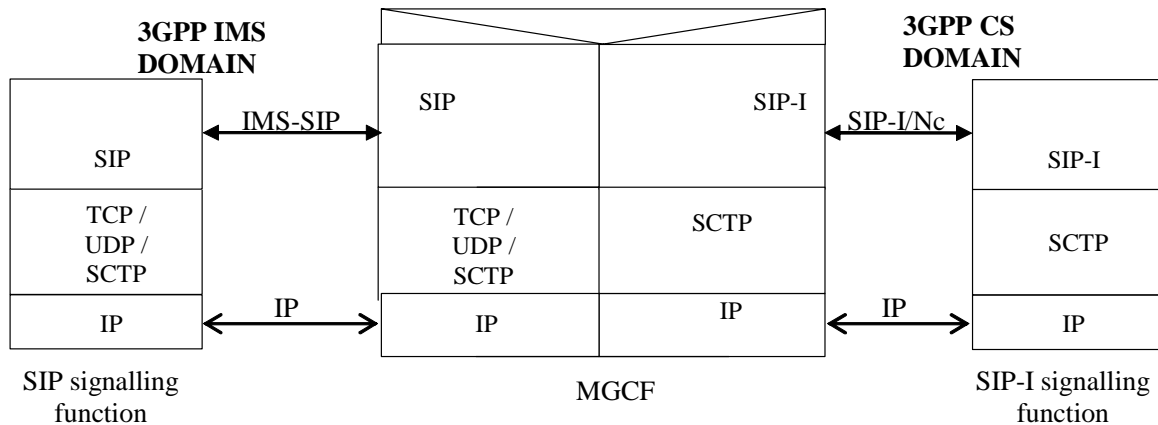 3GPP IMS
DOMAIN
3GPP CS
DOMAIN
SIP
SIP-I
IMS-SIP
SIP-I/Nc
SIP
SIP-I
TCP /
UDP /
SCTP
TCP /
UDP /
SCTP
SCTP
SCTP
IP
IP
IP
IP
IP
IP
SIP signalling
function
MGCF
SIP-I signalling
function